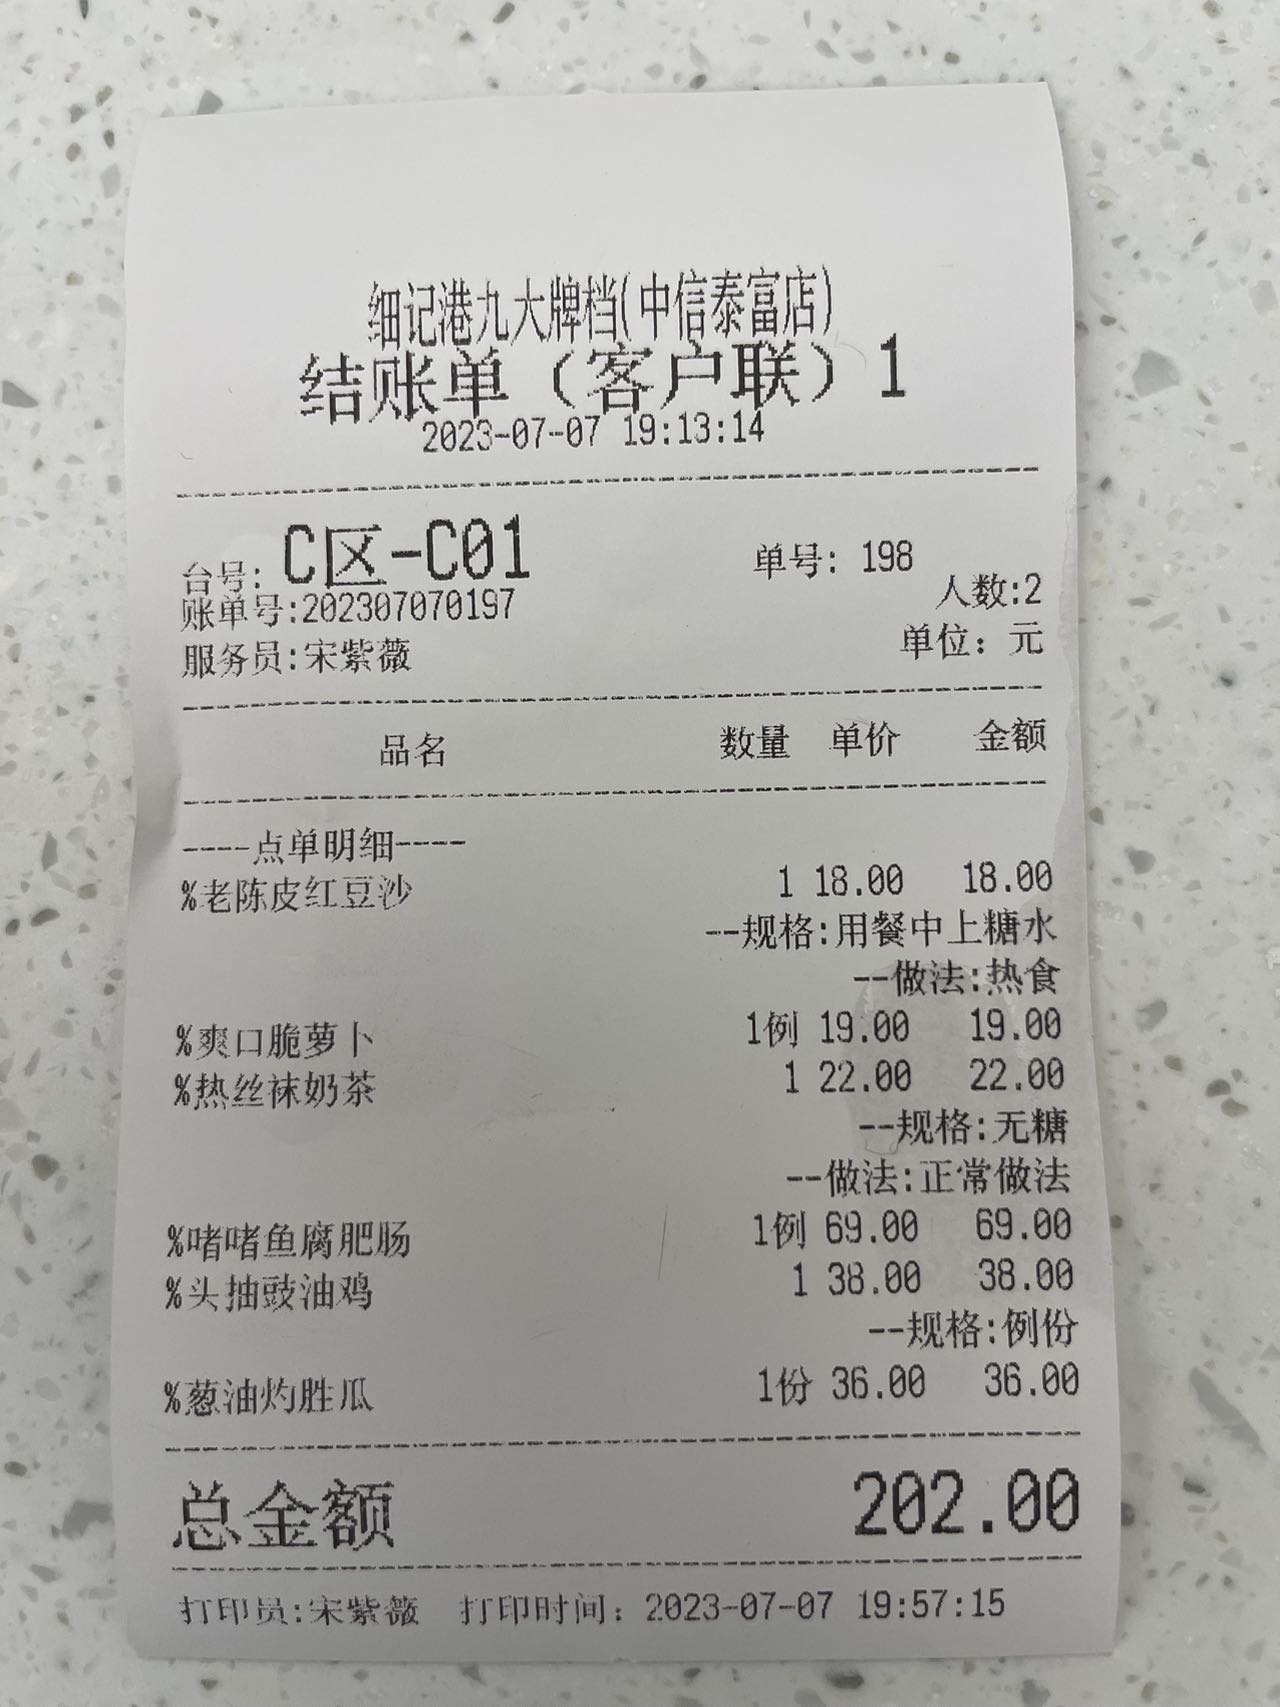 细记港九大牌档(中信泰富店)
结账单（客户联）1
2023-07-07 19:13:14
台号: C区-C01 单号: 198
账单号:202307070197 人数:2
服务员:宋紫薇 单位: 元
品名 数量 单价 金额
----点单明细----
%老陈皮红豆沙 1 18.00 18.00
--规格:用餐中上糖水
--做法:热食
%爽口脆萝卜 1例 19.00 19.00
%热丝袜奶茶 1 22.00 22.00
--规格:无糖
--做法:正常做法
%啫啫鱼腐肥肠 1例 69.00 69.00
%头抽豉油鸡 1 38.00 38.00
--规格:例份
%葱油灼胜瓜 1份 36.00 36.00
总金额 202.00
打印员:宋紫薇 打印时间: 2023-07-07 19:57:15